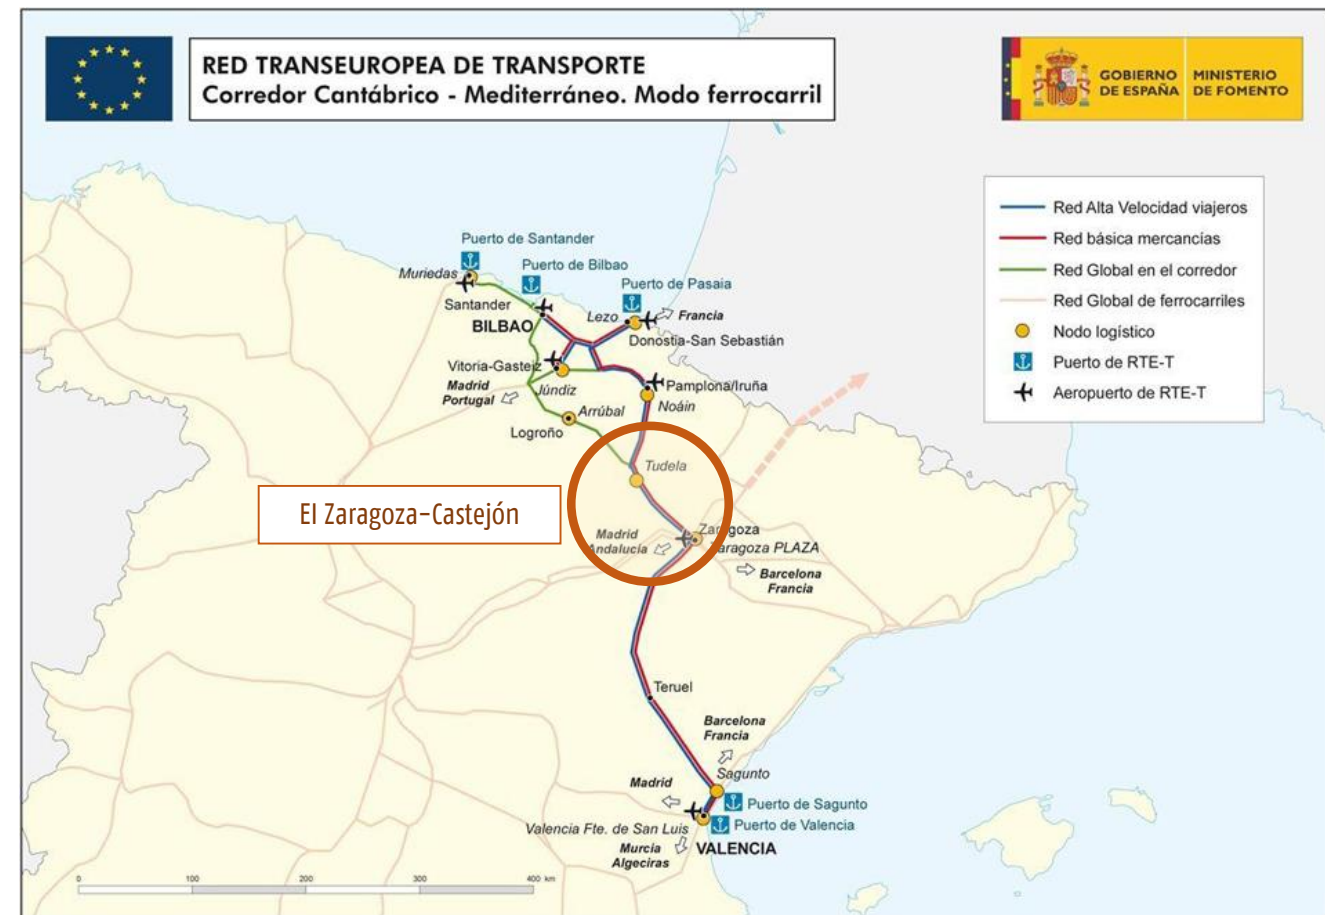 RED TRANSEUROPEA DE TRANSPORTE
Corredor Cantábrico - Mediterráneo. Modo ferrocarril
GOBIERNO
DE ESPAÑA
MINISTERIO
DE FOMENTO
Red Alta Velocidad viajeros
Red básica mercancías
Red Global en el corredor
Red Global de ferrocarriles
Nodo logístico
Puerto de RTE-T
Aeropuerto de RTE-T
Puerto de Santander
Muriedas
Puerto de Bilbao
Puerto de Pasaia
Santander
BILBAO
Lezo
Francia
Donostia-San Sebastián
Vitoria-Gasteiz
Madrid
Portugal
Júndiz
Pamplona/Iruña
Noáin
Arrúbal
Logroño
Tudela
El Zaragoza-Castejón
Madrid
Andalucía
Zaragoza
Zaragoza PLAZA
Barcelona
Francia
Teruel
Barcelona
Francia
Sagunto
Madrid
Puerto de Sagunto
Valencia Fte. de San Luis
Puerto de Valencia
Murcia
Algeciras
VALENCIA
0 100 200 300 400 km